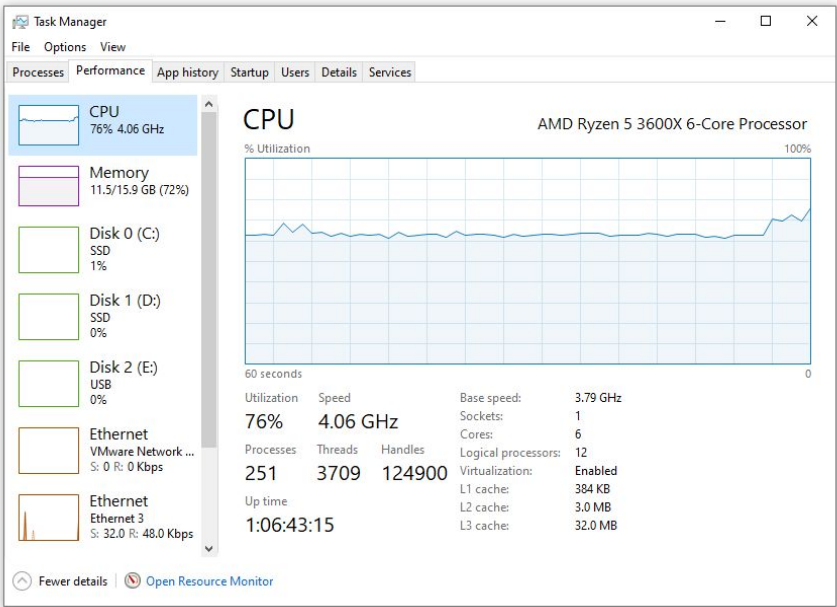 Task Manager
File Options View
Processes Performance App history Startup Users Details Services
CPU
76% 4.06 GHz
Memory
11.5/15.9 GB (72%)
Disk 0 (C:)
SSD
1%
Disk 1 (D:)
SSD
0%
Disk 2 (E:)
USB
0%
Ethernet
VMware Network ...
S: 0 R: 0 Kbps
Ethernet
Ethernet 3
S: 32.0 R: 48.0 Kbps
CPU AMD Ryzen 5 3600X 6-Core Processor
% Utilization 100%
60 seconds 0
Utilization Speed
76% 4.06 GHz
Processes Threads Handles
251 3709 124900
Up time
1:06:43:15
Base speed: 3.79 GHz
Sockets: 1
Cores: 6
Logical processors: 12
Virtualization: Enabled
L1 cache: 384 KB
L2 cache: 3.0 MB
L3 cache: 32.0 MB
Fewer details Open Resource Monitor